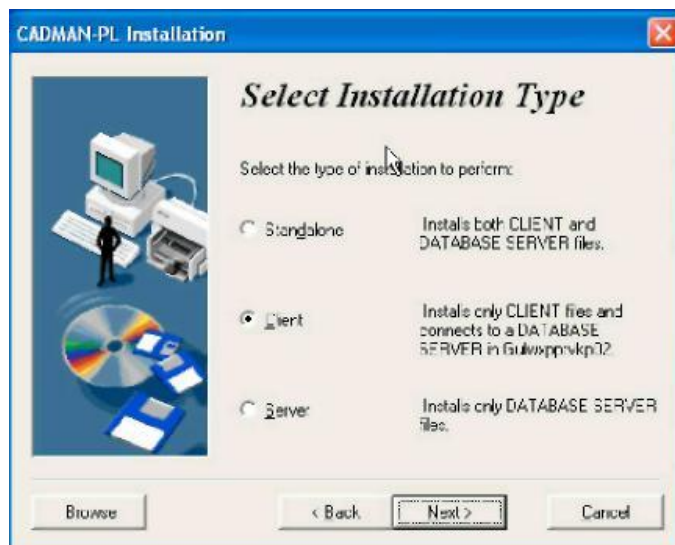 CADMAN-PL Installation
Select Installation Type
Select the type of installation to perform:
Standalone
Installs both CLIENT and
DATABASE SERVER files.
Client
Installs only CLIENT files and
connects to a DATABASE
SERVER in
Server
Installs only DATABASE SERVER
files.
Browse
< Back
Next >
Cancel